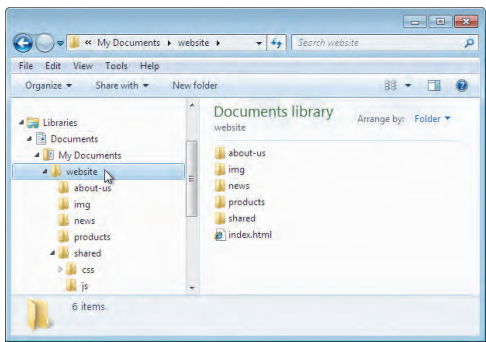 « My Documents ▸ website ▸ Search website
File Edit View Tools Help
Organize ▾ Share with ▾ New folder
Libraries
Documents
My Documents
website
about-us
img
news
products
shared
css
js
Documents library
website
Arrange by: Folder ▾
about-us
img
news
products
shared
index.html
6 items